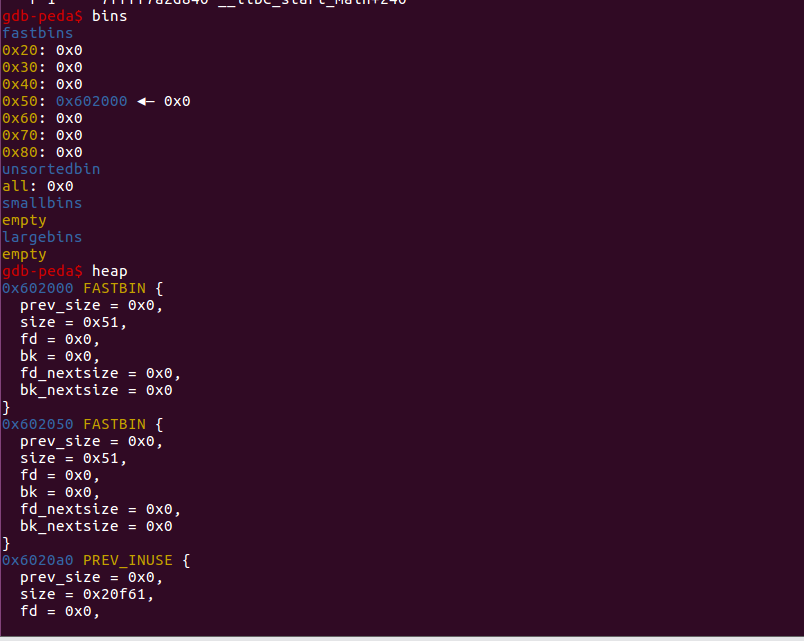 gdb-peda$ bins
fastbins
0x20: 0x0
0x30: 0x0
0x40: 0x0
0x50: 0x602000 ◂— 0x0
0x60: 0x0
0x70: 0x0
0x80: 0x0
unsortedbin
all: 0x0
smallbins
empty
largebins
empty
gdb-peda$ heap
0x602000 FASTBIN {
  prev_size = 0x0,
  size = 0x51,
  fd = 0x0,
  bk = 0x0,
  fd_nextsize = 0x0,
  bk_nextsize = 0x0
}
0x602050 FASTBIN {
  prev_size = 0x0,
  size = 0x51,
  fd = 0x0,
  bk = 0x0,
  fd_nextsize = 0x0,
  bk_nextsize = 0x0
}
0x6020a0 PREV_INUSE {
  prev_size = 0x0,
  size = 0x20f61,
  fd = 0x0,